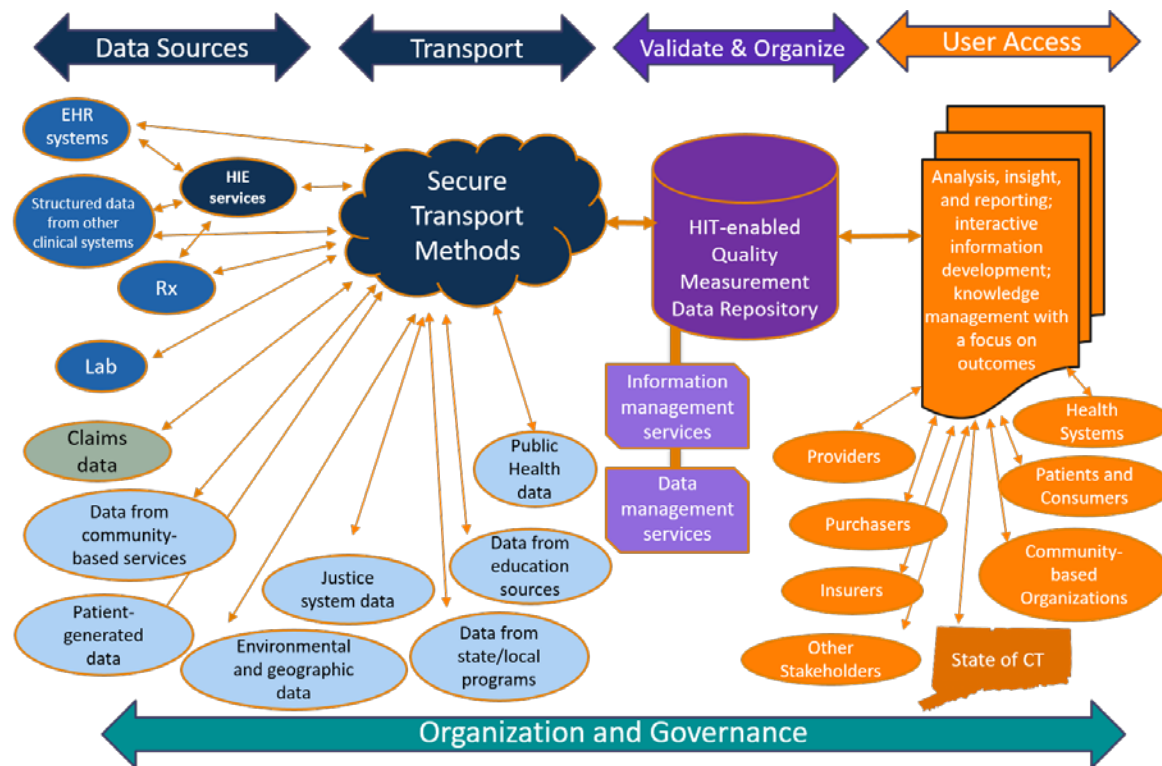 Data Sources
Transport
Validate & Organize
User Access
EHR
systems
HIE
services
Structured data
from other
clinical systems
Rx
Lab
Claims
data
Data from
community-
based services
Patient-
generated
data
Secure
Transport
Methods
Justice
system data
Environmental
and geographic
data
Public
Health
data
Data from
education
sources
Data from
state/local
programs
HIT-enabled
Quality
Measurement
Data Repository
Information
management
services
Data
management
services
Analysis, insight,
and reporting;
interactive
information
development;
knowledge
management with
a focus on
outcomes
Providers
Purchasers
Insurers
Other
Stakeholders
State of CT
Health
Systems
Patients and
Consumers
Community-
based
Organizations
Organization and Governance